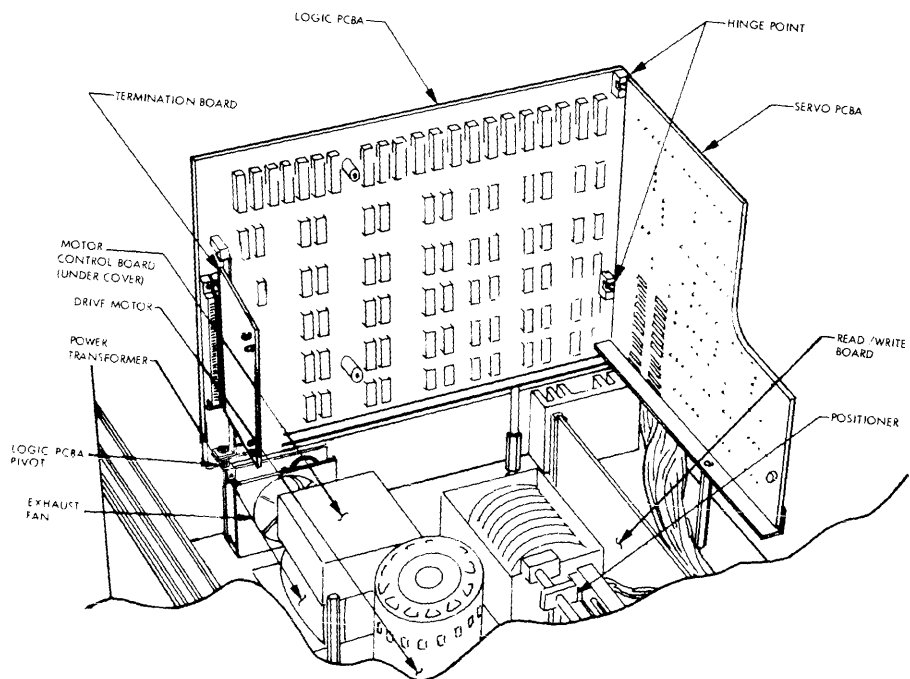 LOGIC PCBA
HINGE POINT
TERMINATION BOARD
SERVO PCBA
MOTOR
CONTROL BOARD
(UNDER COVER)
DRIVE MOTOR
POWER
TRANSFORMER
READ/WRITE
BOARD
POSITIONER
LOGIC PCBA
PIVOT
EXHAUST
FAN